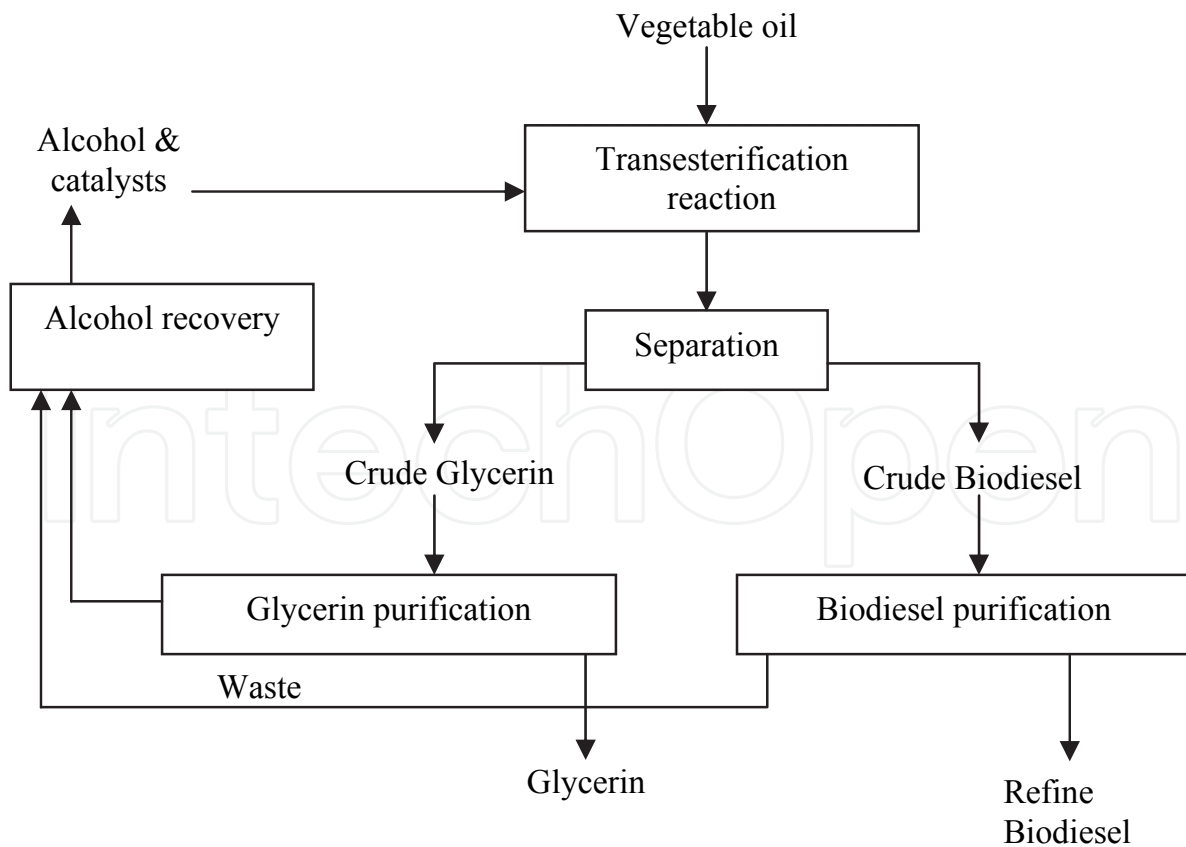 Vegetable oil
Alcohol &
catalysts
Transesterification
reaction
Alcohol recovery
Separation
Crude Glycerin
Crude Biodiesel
Glycerin purification
Biodiesel purification
Waste
Glycerin
Refine
Biodiesel
IntechOpen